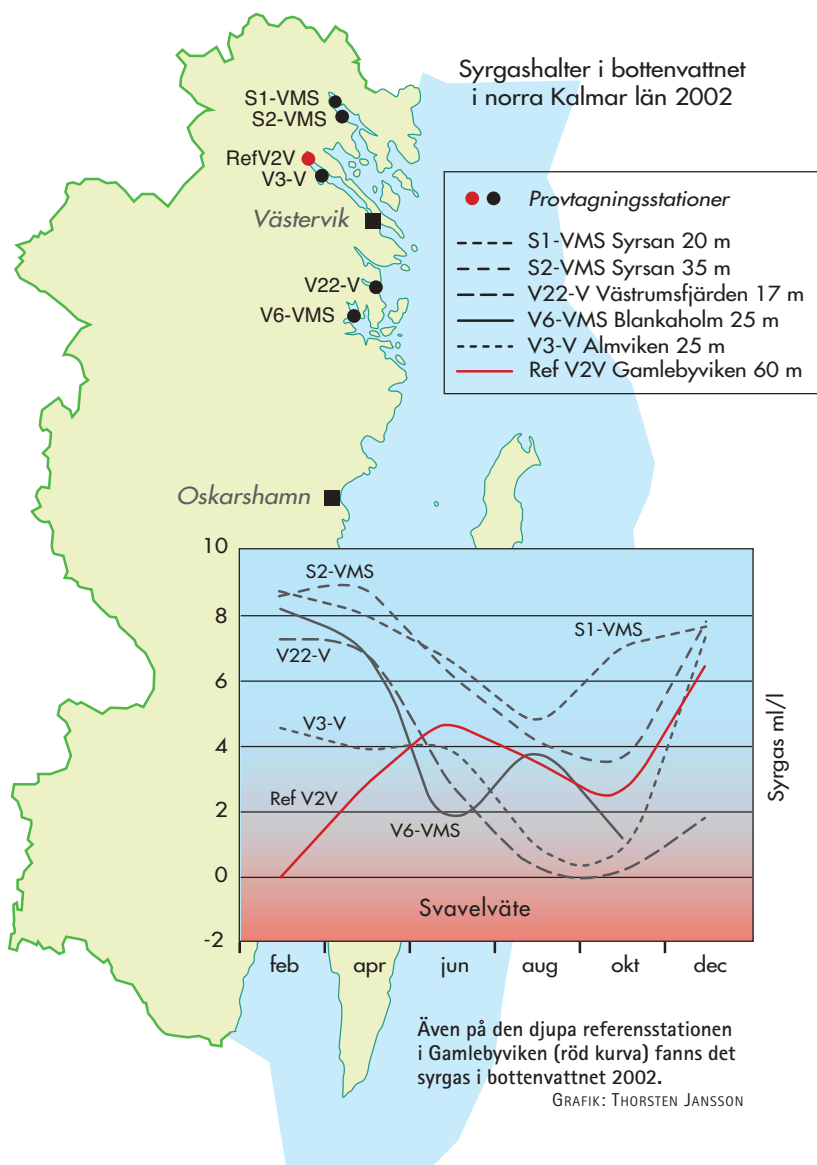 Syrgashalter i bottenvattnet
i norra Kalmar län 2002
S1-VMS
S2-VMS
RefV2V
V3-V
Västervik
V22-V
V6-VMS
Oskarshamn
Provtagningsstationer
S1-VMS Syrsan 20 m
S2-VMS Syrsan 35 m
V22-V Västrumsfjärden 17 m
V6-VMS Blankaholm 25 m
V3-V Almviken 25 m
Ref V2V Gamlebyviken 60 m
10
8
6
4
2
0
-2
S2-VMS
S1-VMS
V22-V
V3-V
Ref V2V
V6-VMS
Svavelväte
Syrgas ml/l
feb apr jun aug okt dec
Även på den djupa referensstationen
i Gamlebyviken (röd kurva) fanns det
syrgas i bottenvattnet 2002.
GRAFIK: THORSTEN JANSSON